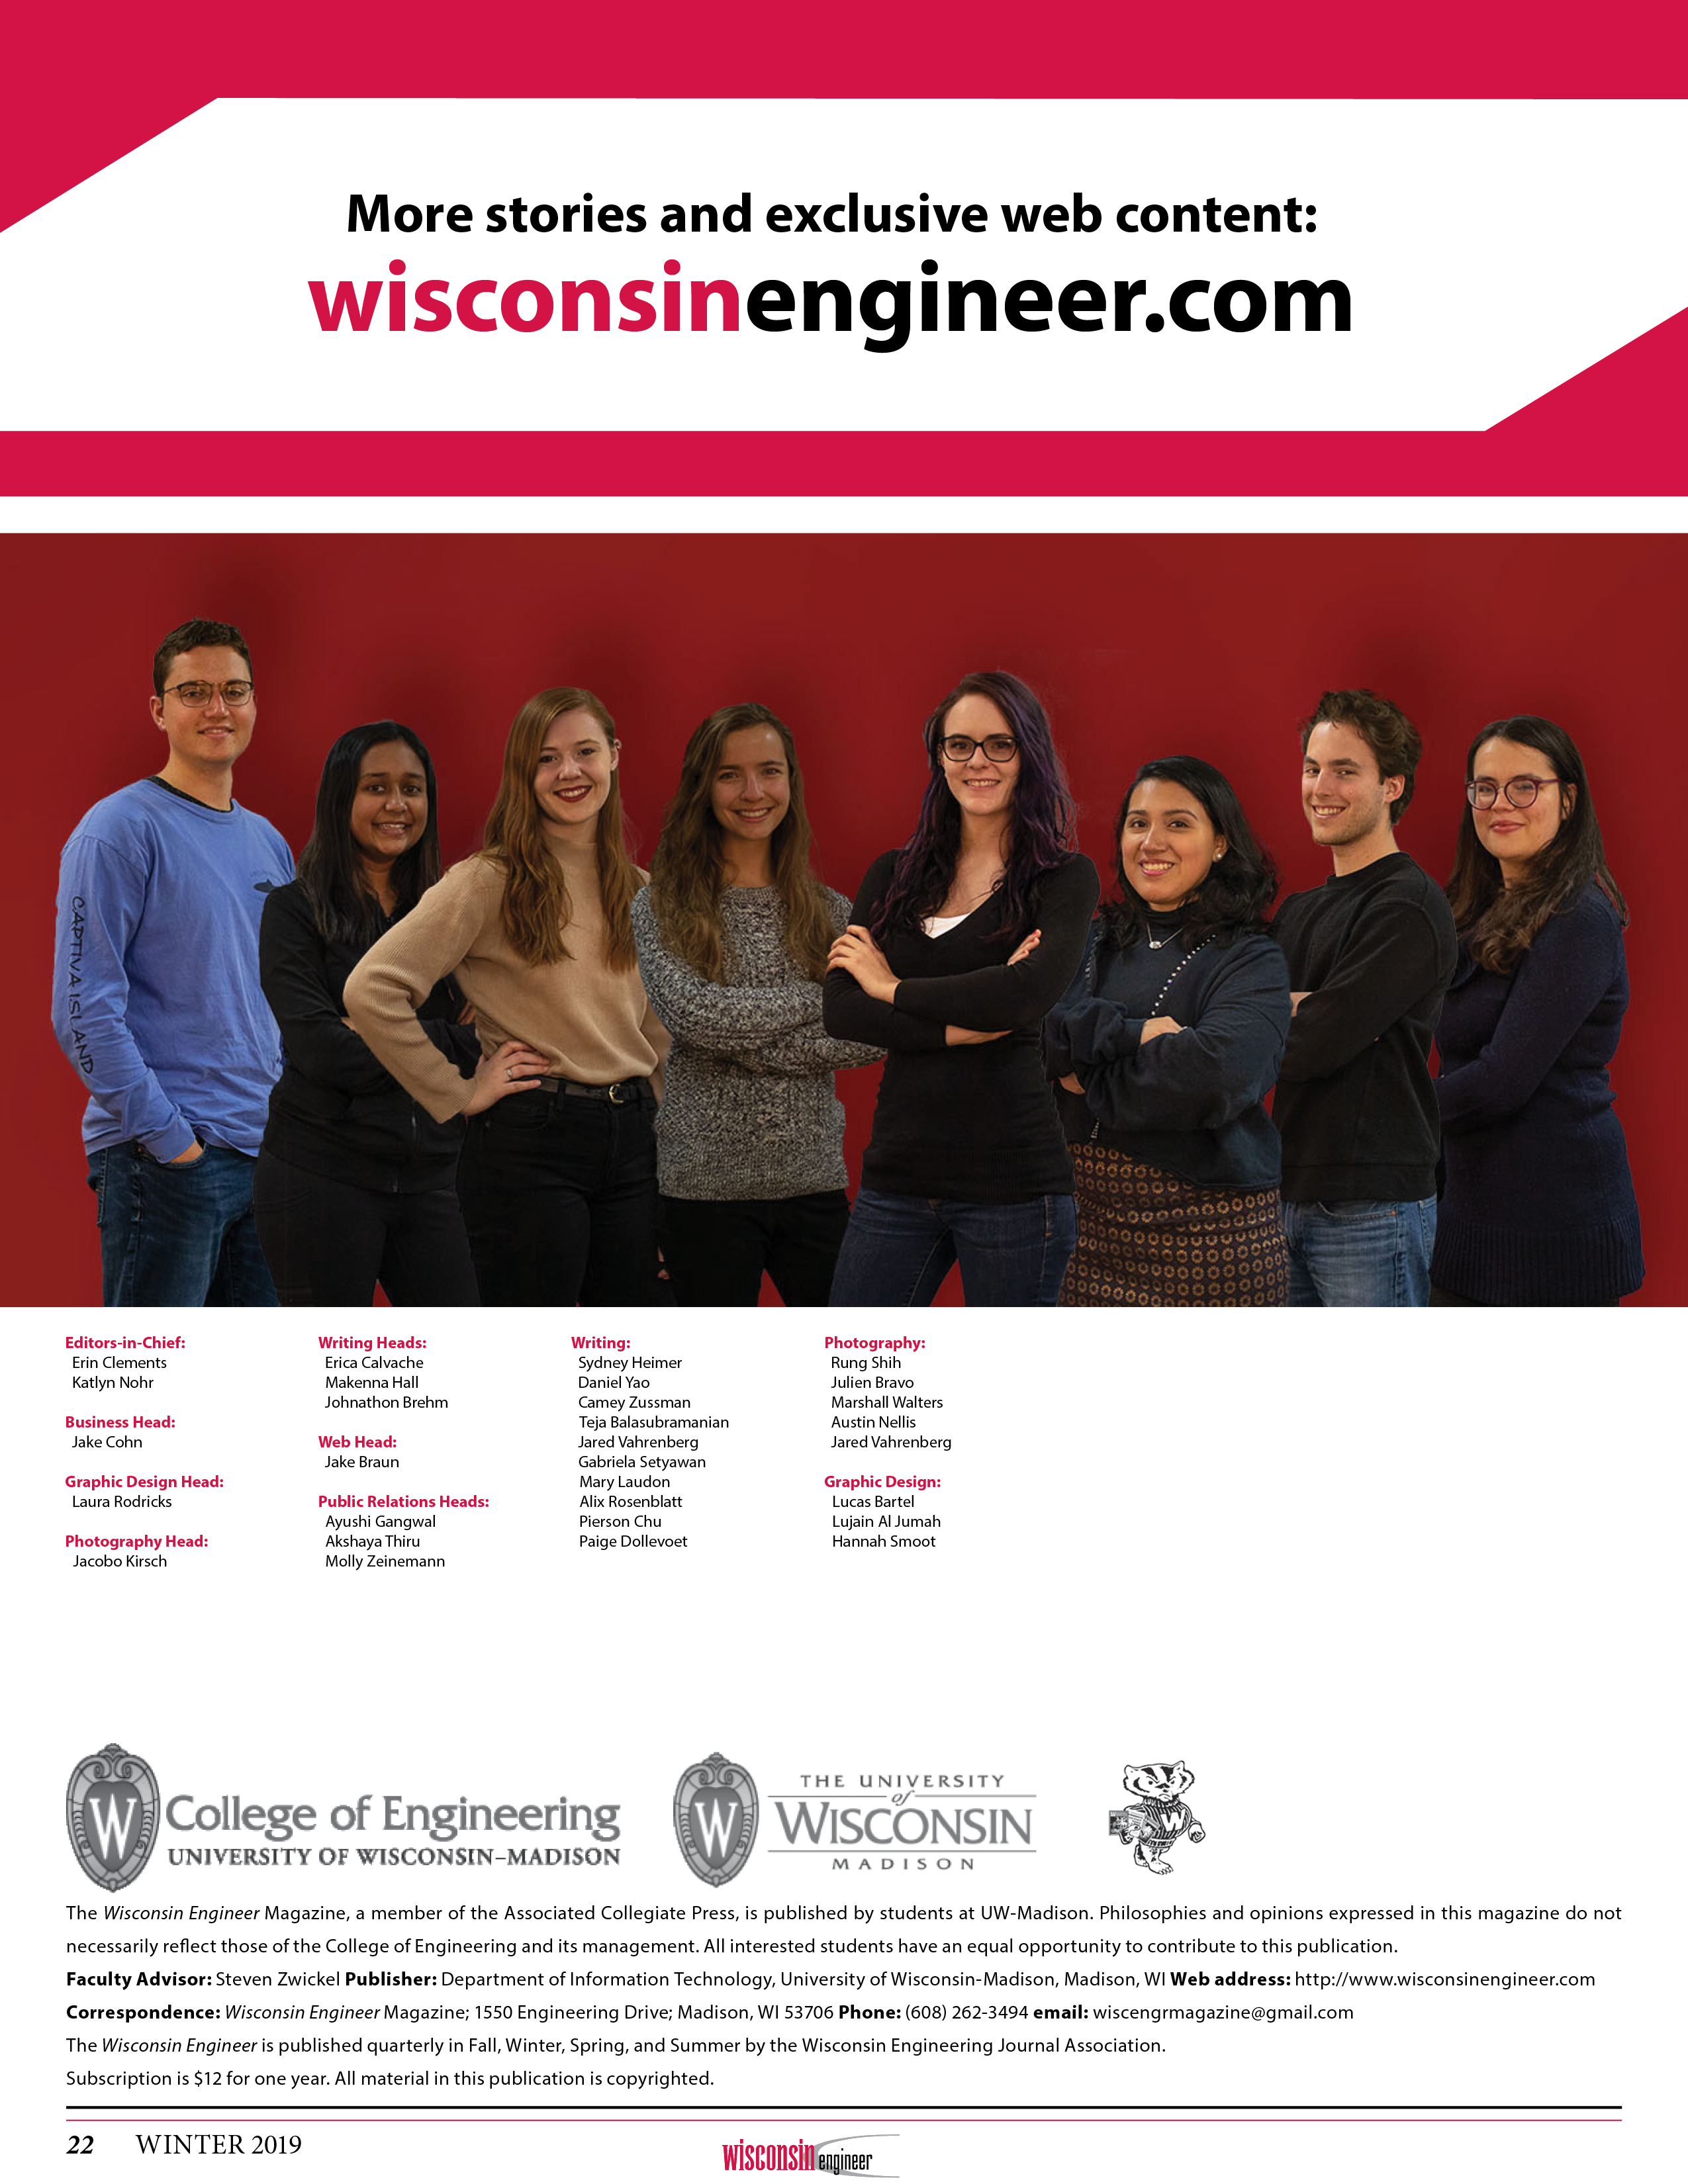 More stories and exclusive web content:
wisconsinengineer.com
CAPTIVA ISLAND
Editors-in-Chief:
Erin Clements
Katlyn Nohr
Business Head:
Jake Cohn
Graphic Design Head:
Laura Rodricks
Photography Head:
Jacobo Kirsch
Writing Heads:
Erica Calvache
Makenna Hall
Johnathon Brehm
Web Head:
Jake Braun
Public Relations Heads:
Ayushi Gangwal
Akshaya Thiru
Molly Zeinemann
Writing:
Sydney Heimer
Daniel Yao
Camey Zussman
Teja Balasubramanian
Jared Vahrenberg
Gabriela Setyawan
Mary Laudon
Alix Rosenblatt
Pierson Chu
Paige Dollevoet
Photography:
Rung Shih
Julien Bravo
Marshall Walters
Austin Nellis
Jared Vahrenberg
Graphic Design:
Lucas Bartel
Lujain Al Jumah
Hannah Smoot
W
College of Engineering
UNIVERSITY OF WISCONSIN–MADISON
W
THE UNIVERSITY
of
WISCONSIN
MADISON
W
The Wisconsin Engineer Magazine, a member of the Associated Collegiate Press, is published by students at UW-Madison. Philosophies and opinions expressed in this magazine do not
necessarily reflect those of the College of Engineering and its management. All interested students have an equal opportunity to contribute to this publication.
Faculty Advisor: Steven Zwickel Publisher: Department of Information Technology, University of Wisconsin-Madison, Madison, WI Web address: http://www.wisconsinengineer.com
Correspondence: Wisconsin Engineer Magazine; 1550 Engineering Drive; Madison, WI 53706 Phone: (608) 262-3494 email: wiscengrmagazine@gmail.com
The Wisconsin Engineer is published quarterly in Fall, Winter, Spring, and Summer by the Wisconsin Engineering Journal Association.
Subscription is $12 for one year. All material in this publication is copyrighted.
22 WINTER 2019
wisconsin engineer